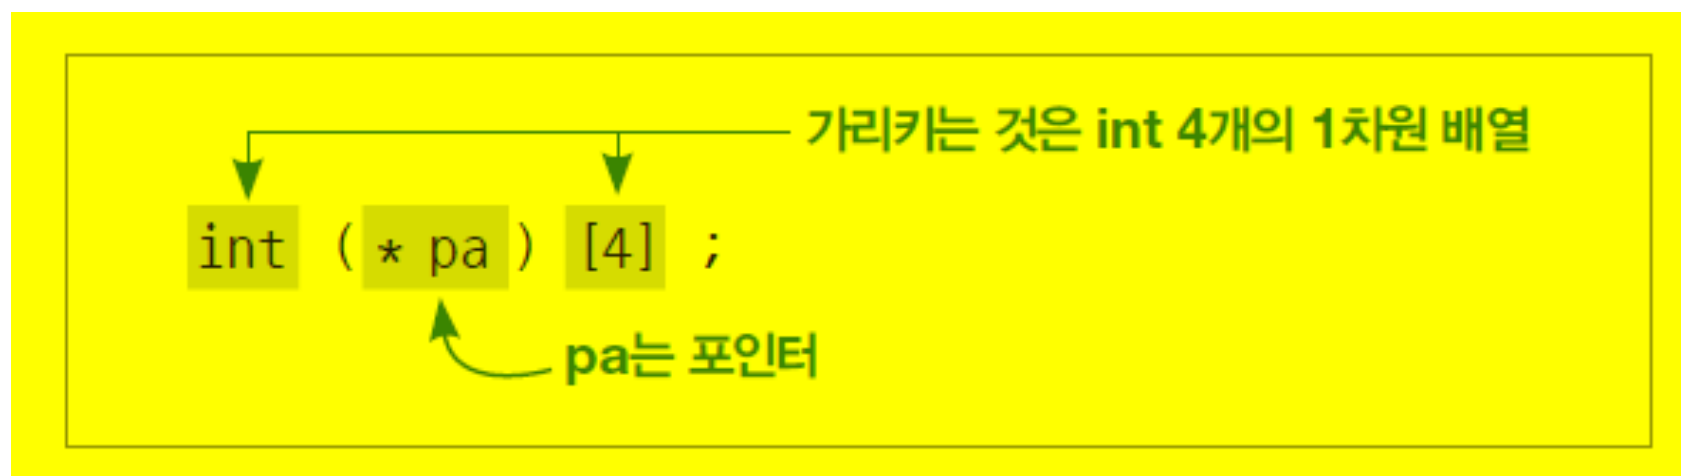 가리키는 것은 int 4개의 1차원 배열
int (* pa) [4] ;
pa는 포인터